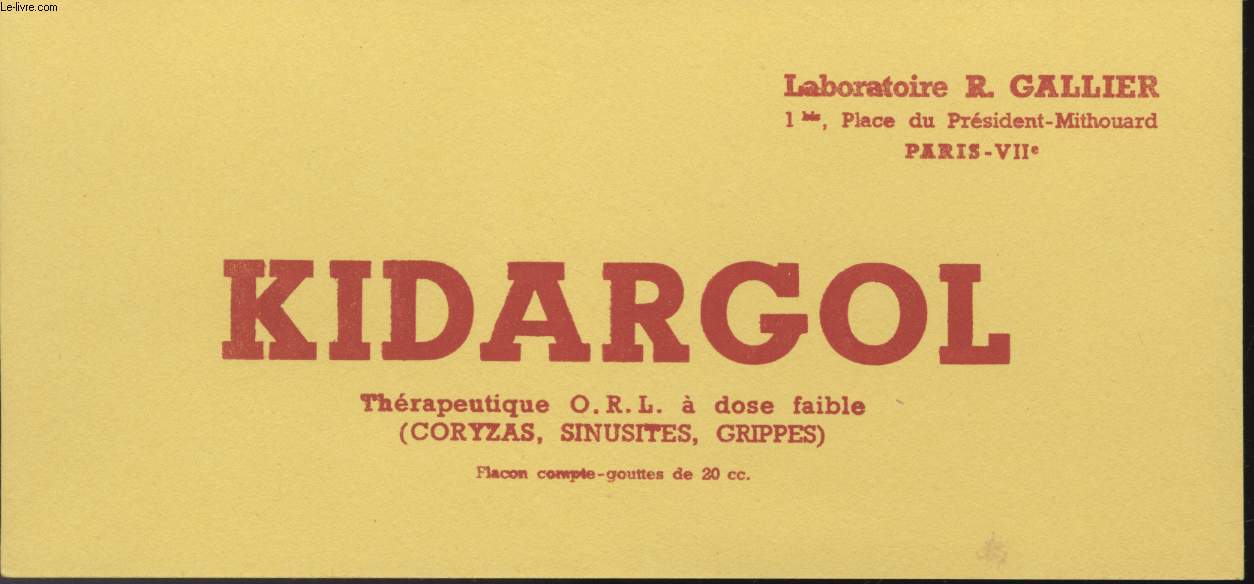 Le-livre.com
Laboratoire R. GALLIER
1 bis, Place du Président-Mithouard
PARIS-VIIe
KIDARGOL
Thérapeutique O.R.L. à dose faible
(CORYZAS, SINUSITES, GRIPPES)
Flacon compte-gouttes de 20 cc.